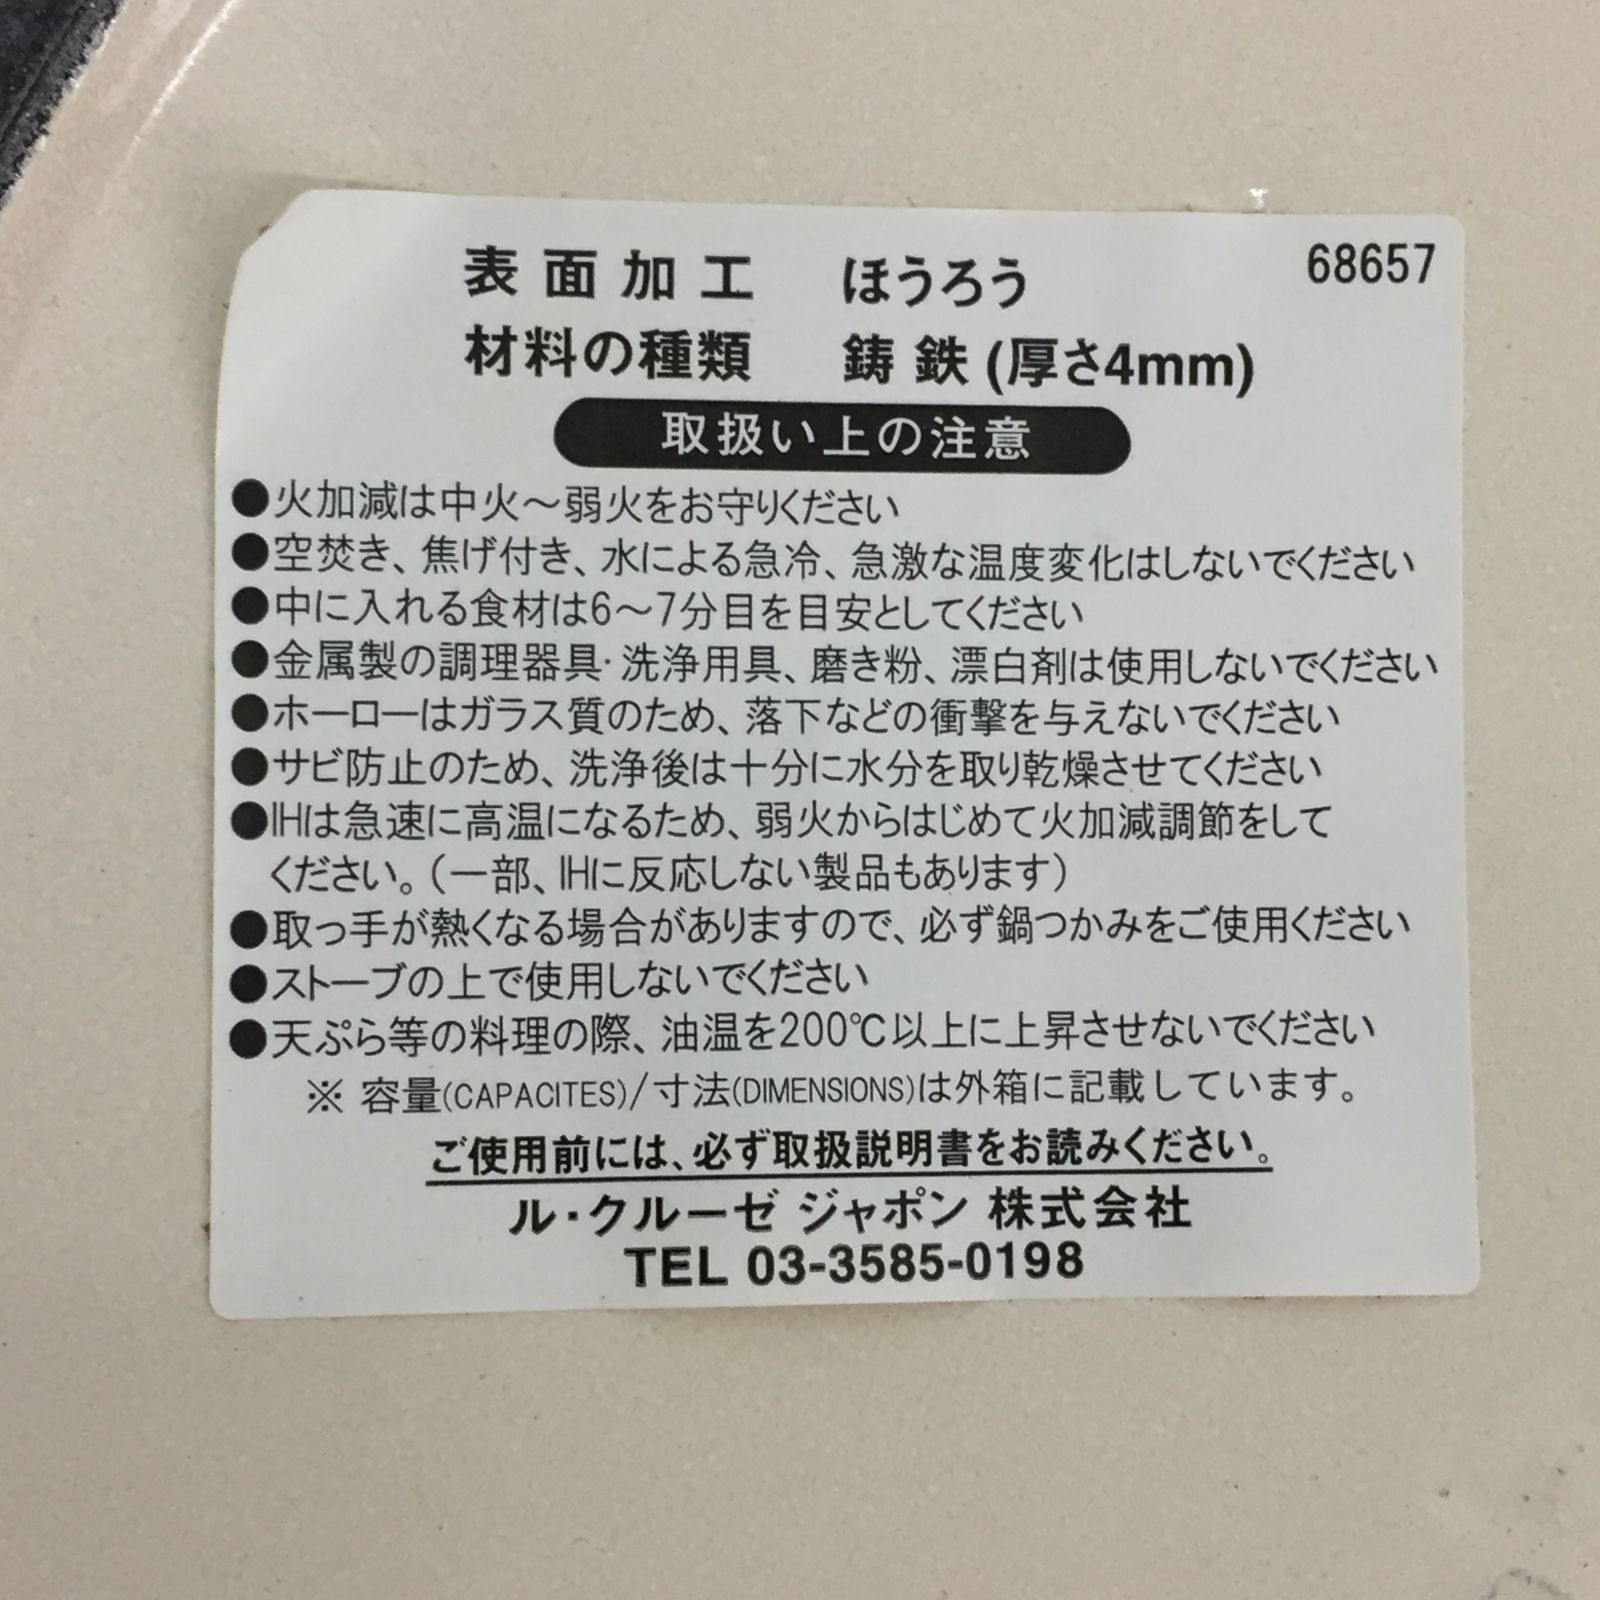 表面加工 ほうろう 68657
材料の種類 鋳鉄(厚さ4mm)
取扱い上の注意
●火加減は中火～弱火をお守りください
●空焚き、焦げ付き、水による急冷、急激な温度変化はしないでください
●中に入れる食材は6～7分目を目安としてください
●金属製の調理器具·洗浄用具、磨き粉、漂白剤は使用しないでください
●ホーローはガラス質のため、落下などの衝撃を与えないでください
●サビ防止のため、洗浄後は十分に水分を取り乾燥させてください
●IHは急速に高温になるため、弱火からはじめて火加減調節をして
ください。（一部、IHに反応しない製品もあります）
●取っ手が熱くなる場合がありますので、必ず鍋つかみをご使用ください
●ストーブの上で使用しないでください
●天ぷら等の料理の際、油温を200℃以上に上昇させないでください
※ 容量(CAPACITES)/寸法(DIMENSIONS)は外箱に記載しています。
ご使用前には、必ず取扱説明書をお読みください。
ル・クルーゼ ジャポン 株式会社
TEL 03-3585-0198